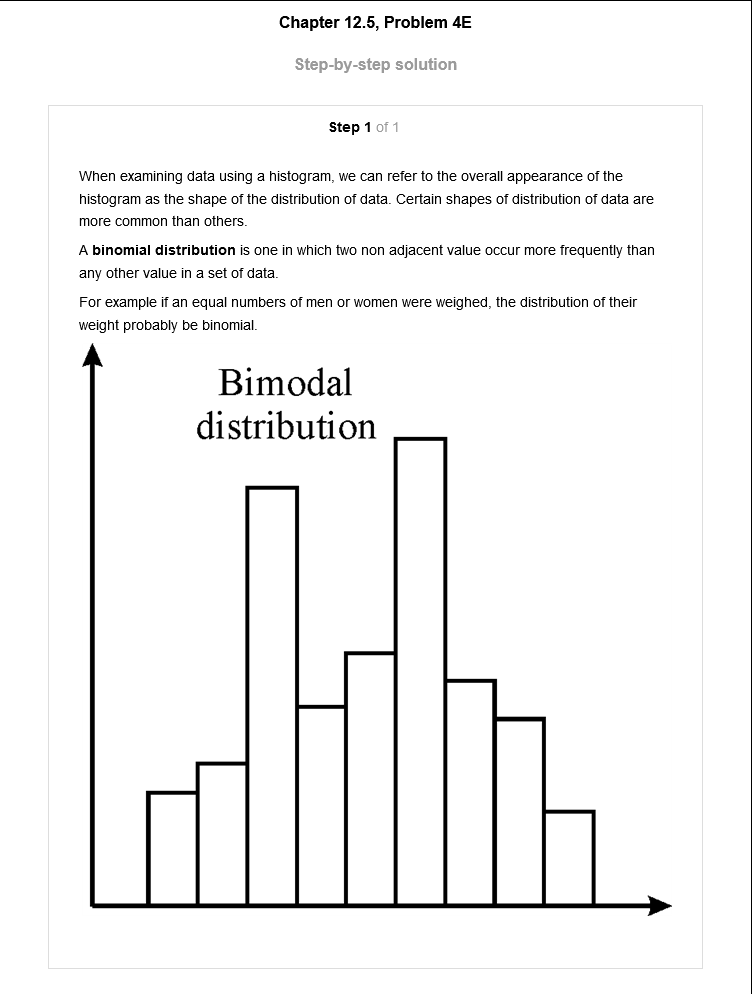 Chapter 12.5, Problem 4E
Step-by-step solution
Step 1 of 1
When examining data using a histogram, we can refer to the overall appearance of the
histogram as the shape of the distribution of data. Certain shapes of distribution of data are
more common than others.
A binomial distribution is one in which two non adjacent value occur more frequently than
any other value in a set of data.
For example if an equal numbers of men or women were weighed, the distribution of their
weight probably be binomial.
Bimodal
distribution